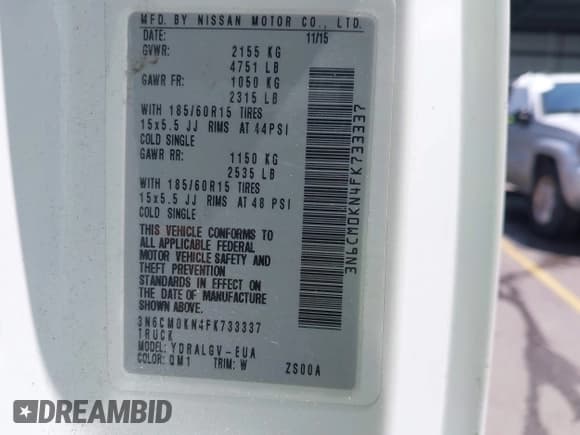 MFD. BY NISSAN MOTOR CO., LTD.
DATE: 11/15
GVWR: 2155 KG
4751 LB
GAWR FR: 1050 KG
2315 LB
WITH 185/60R15 TIRES
15x5.5 JJ RIMS AT 44PSI
COLD SINGLE
GAWR RR: 1150 KG
2535 LB
WITH 185/60R15 TIRES
15x5.5 JJ RIMS AT 48 PSI
COLD SINGLE
THIS VEHICLE CONFORMS TO
ALL APPLICABLE FEDERAL
MOTOR VEHICLE SAFETY AND
THEFT PREVENTION
STANDARDS IN EFFECT ON
THE DATE OF MANUFACTURE
SHOWN ABOVE.
3N6CM0KN4FK733337
TRUCK
MODEL: YDRALGV-EUA
COLOR: QM1 TRIM: W ZS00A
3N6CM0KN4FK733337
DREAMBID